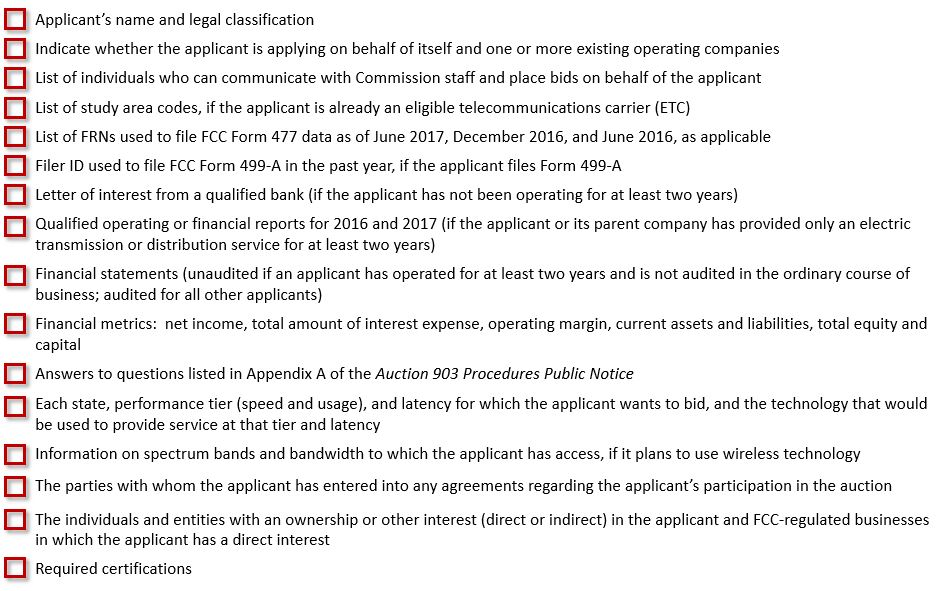 Applicant’s name and legal classification
Indicate whether the applicant is applying on behalf of itself and one or more existing operating companies
List of individuals who can communicate with Commission staff and place bids on behalf of the applicant
List of study area codes, if the applicant is already an eligible telecommunications carrier (ETC)
List of FRNs used to file FCC Form 477 data as of June 2017, December 2016, and June 2016, as applicable
Filer ID used to file FCC Form 499-A in the past year, if the applicant files Form 499-A
Letter of interest from a qualified bank (if the applicant has not been operating for at least two years)
Qualified operating or financial reports for 2016 and 2017 (if the applicant or its parent company has provided only an electric
transmission or distribution service for at least two years)
Financial statements (unaudited if an applicant has operated for at least two years and is not audited in the ordinary course of
business; audited for all other applicants)
Financial metrics:  net income, total amount of interest expense, operating margin, current assets and liabilities, total equity and
capital
Answers to questions listed in Appendix A of the Auction 903 Procedures Public Notice
Each state, performance tier (speed and usage), and latency for which the applicant wants to bid, and the technology that would
be used to provide service at that tier and latency
Information on spectrum bands and bandwidth to which the applicant has access, if it plans to use wireless technology
The parties with whom the applicant has entered into any agreements regarding the applicant’s participation in the auction
The individuals and entities with an ownership or other interest (direct or indirect) in the applicant and FCC-regulated businesses
in which the applicant has a direct interest
Required certifications